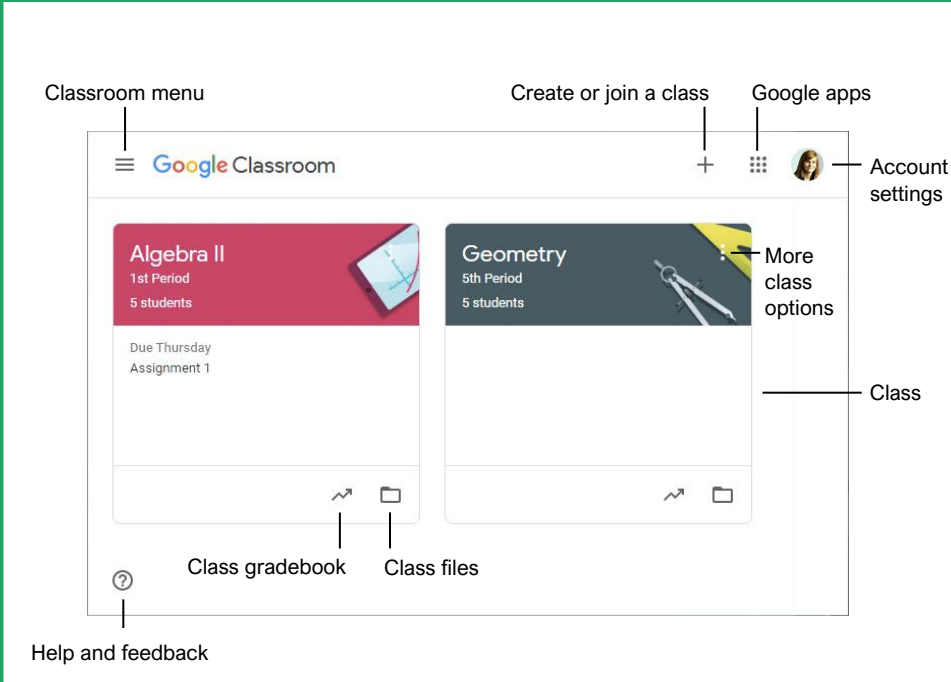 Classroom menu
Create or join a class
Google apps
Google Classroom
Account
settings
Algebra II
1st Period
5 students
Geometry
5th Period
5 students
More
class
options
Due Thursday
Assignment 1
Class
Class gradebook
Class files
Help and feedback